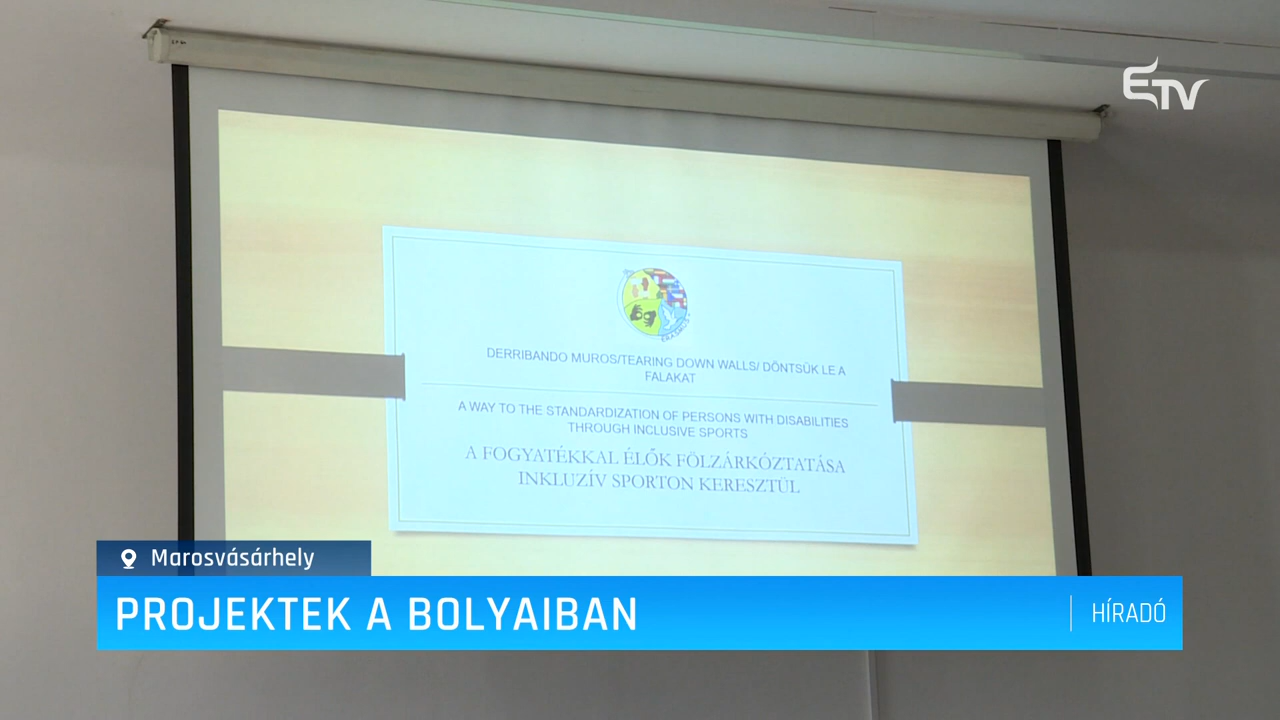 ETV
ERASMUS+
DERRIBANDO MUROS/TEARING DOWN WALLS/ DÖNTSÜK LE A
FALAKAT
A WAY TO THE STANDARDIZATION OF PERSONS WITH DISABILITIES
THROUGH INCLUSIVE SPORTS
A FOGYATÉKKAL ÉLŐK FÖLZÁRKÓZTATÁSA
INKLUZÍV SPORTON KERESZTÜL
Marosvásárhely
PROJEKTEK A BOLYAIBAN
HÍRADÓ